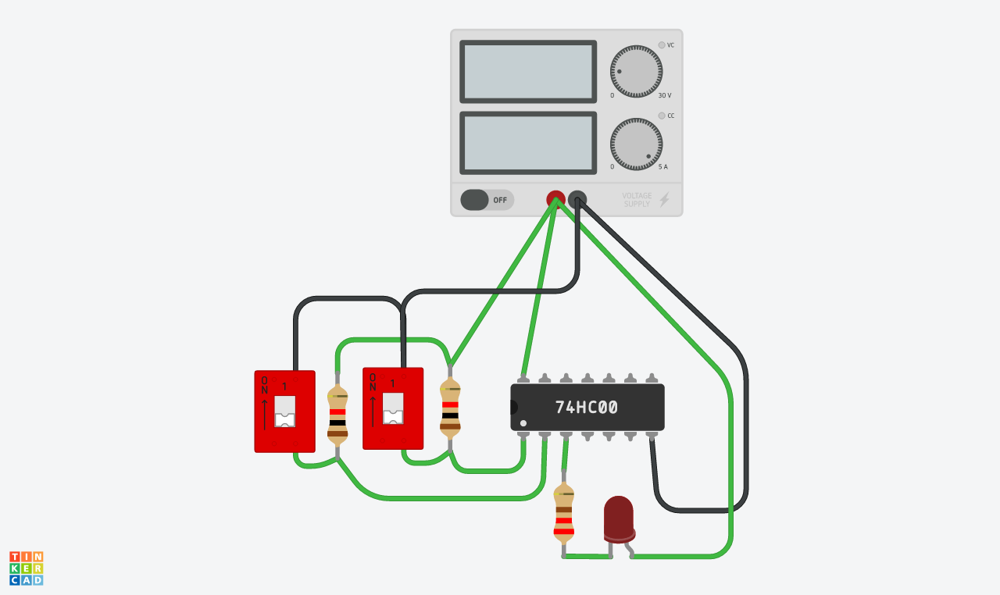 VC
0
30 V
CC
0
5 A
OFF
VOLTAGE
SUPPLY
ON
1
ON
1
74HC00
TIN
KER
CAD